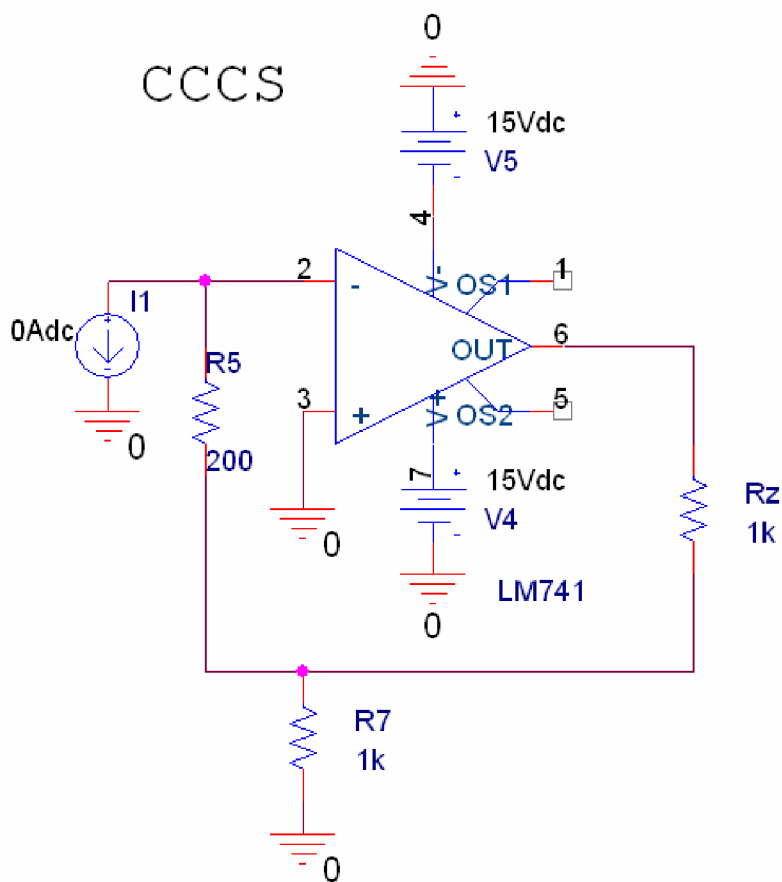 0
CCCS
+
15Vdc
V5
-
4
2
-
V-
OS1
1
I1
+
0Adc
-
0
R5
200
OUT
6
3
+
V+
OS2
5
0
7
+
15Vdc
V4
-
LM741
0
Rz
1k
R7
1k
0